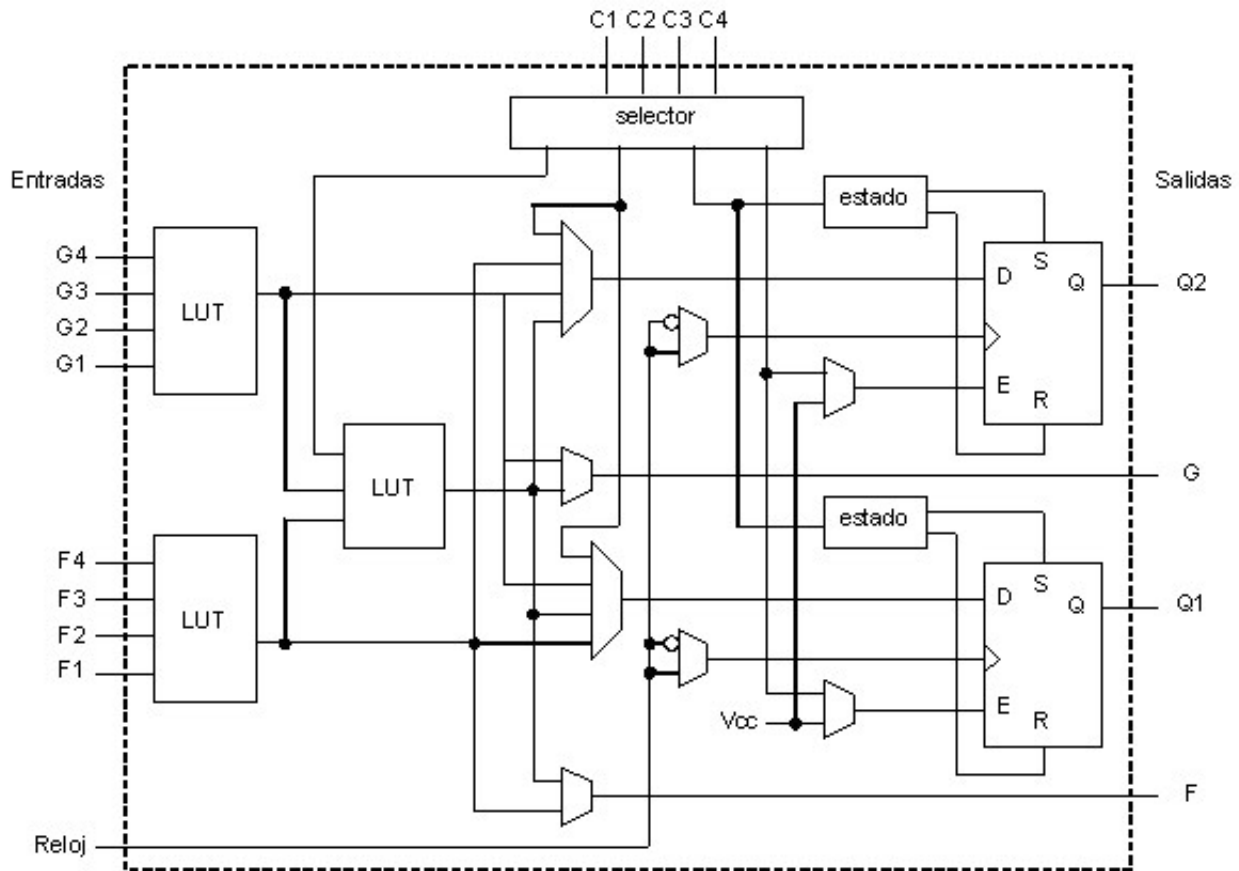 C1 C2 C3 C4
selector
Entradas
Salidas
estado
G4
G3
G2
G1
LUT
D
S
Q
E
R
Q2
LUT
G
estado
F4
F3
F2
F1
LUT
D
S
Q
E
R
Q1
Vcc
F
Reloj